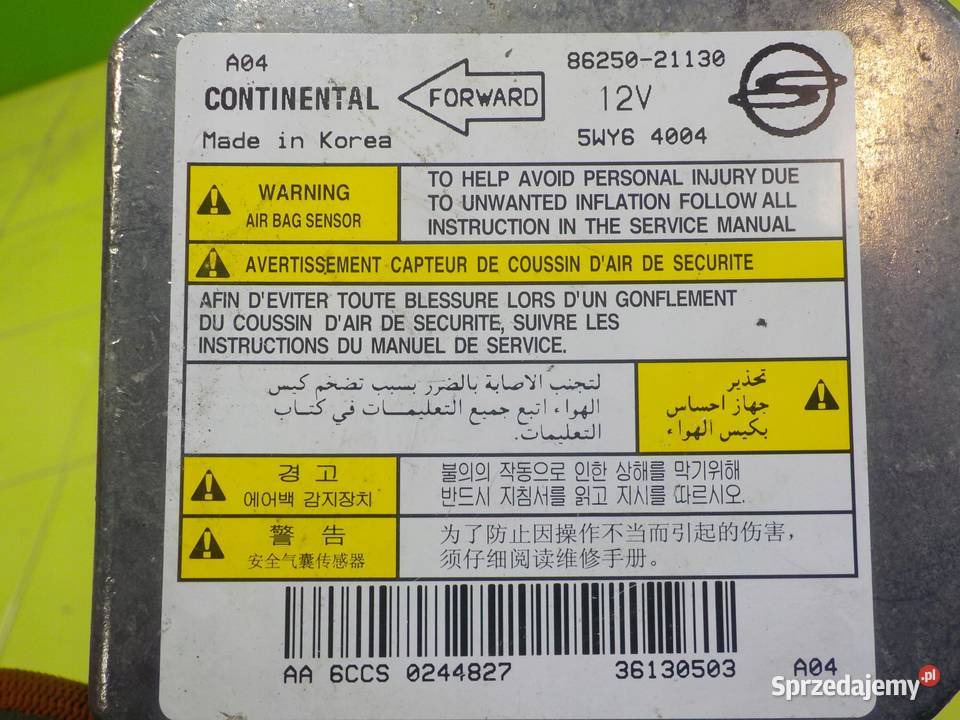 A04
CONTINENTAL
FORWARD
Made in Korea
86250-21130
12V
5WY6 4004
WARNING
AIR BAG SENSOR
TO HELP AVOID PERSONAL INJURY DUE
TO UNWANTED INFLATION FOLLOW ALL
INSTRUCTION IN THE SERVICE MANUAL
AVERTISSEMENT CAPTEUR DE COUSSIN D'AIR DE SECURITE
AFIN D'EVITER TOUTE BLESSURE LORS D'UN GONFLEMENT
DU COUSSIN D'AIR DE SECURITE, SUIVRE LES
INSTRUCTIONS DU MANUEL DE SERVICE.
تحذير
جهاز احساس
بكيس الهواء
لتجنب الاصابة بالضرر بسبب تضخم كيس
الهواء اتبع جميع التعليمات في كتاب
التعليمات.
경 고
에어백 감지장치
불의의 작동으로 인한 상해를 막기위해
반드시 지침서를 읽고 지시를 따르시오.
警 告
安全气囊传感器
为了防止因操作不当而引起的伤害，
须仔细阅读维修手册。
AA 6CCS 0244827
36130503
A04
Sprzedajemy.pl